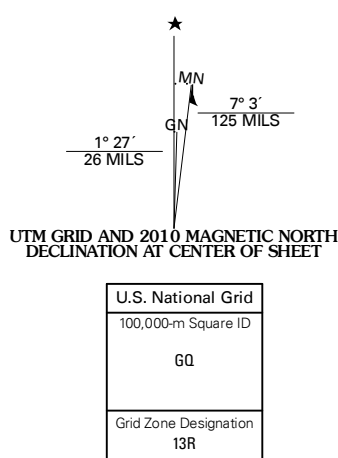 ★
MN
7° 3´
125 MILS
GN
1° 27´
26 MILS
UTM GRID AND 2010 MAGNETIC NORTH
DECLINATION AT CENTER OF SHEET
U.S. National Grid
100,000-m Square ID
GQ
Grid Zone Designation
13R